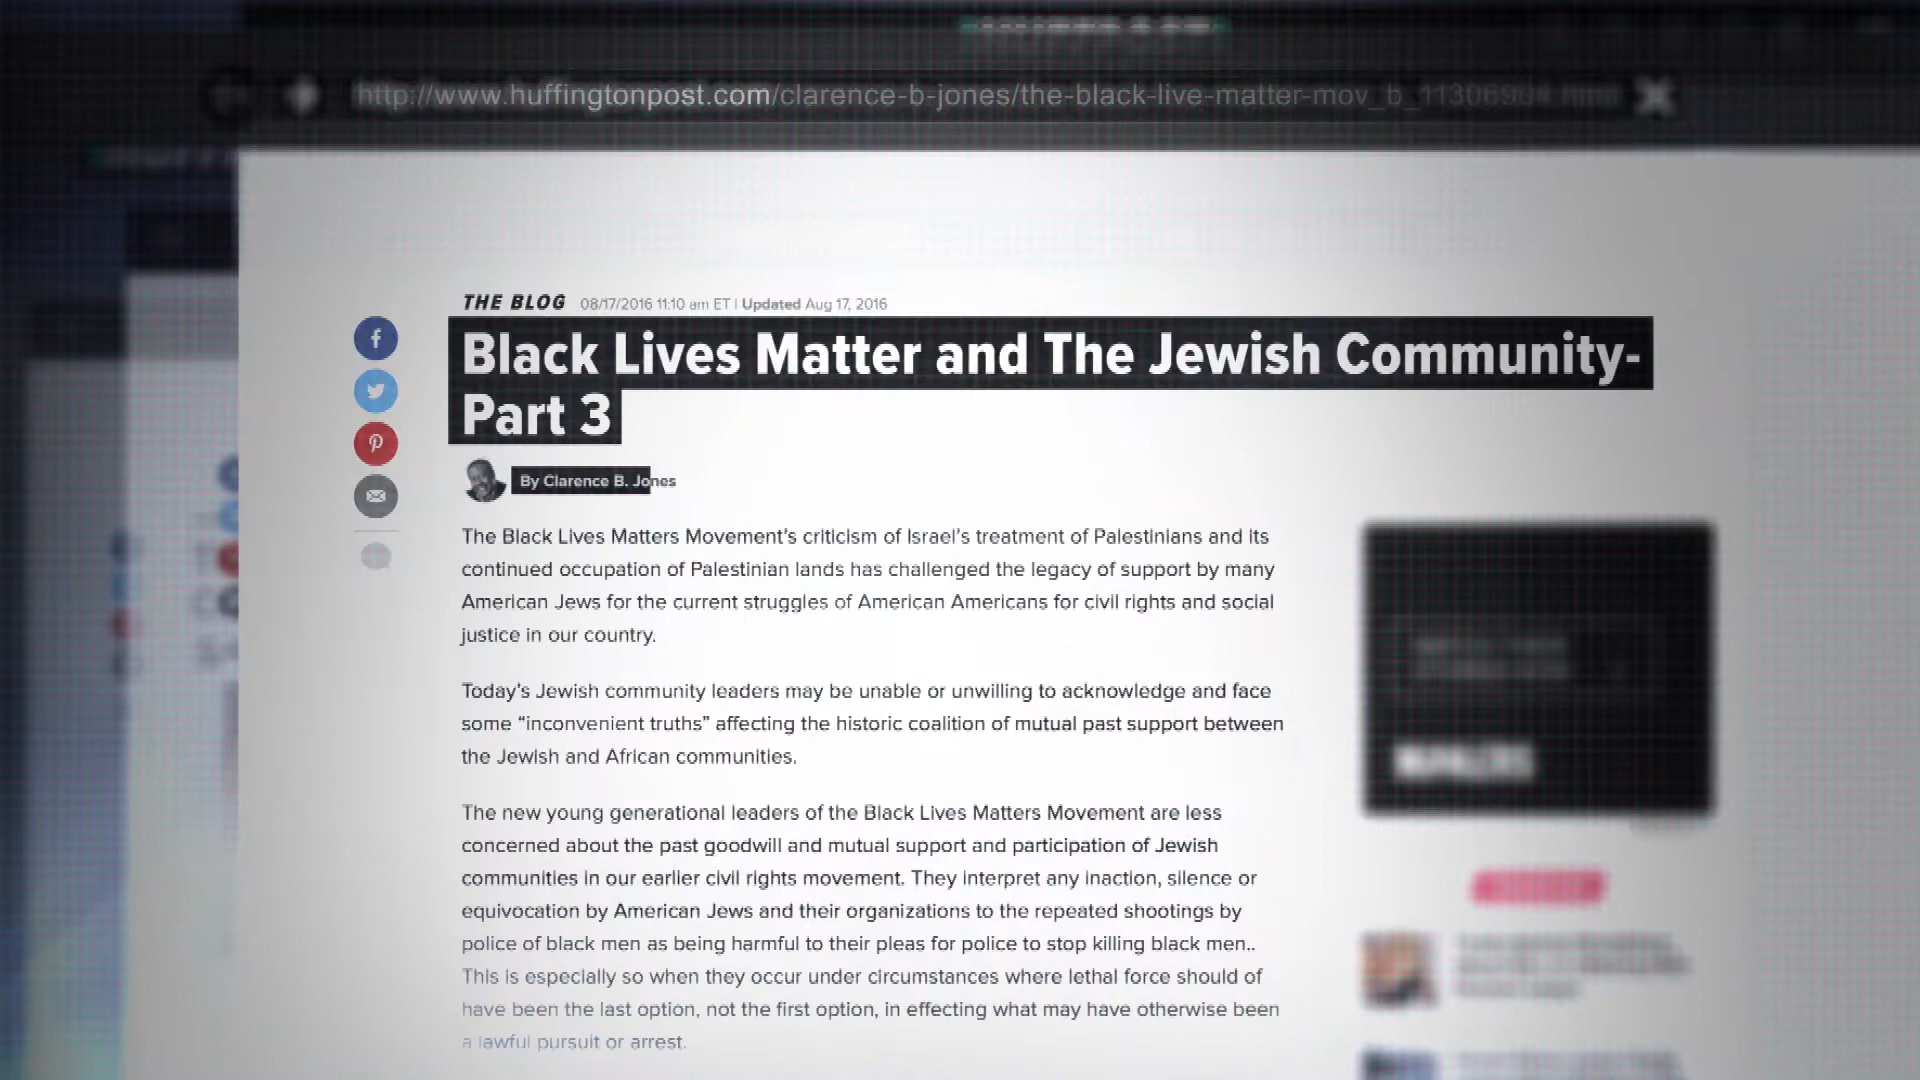 http://www.huffingtonpost.com/clarence-b-jones/the-black-live-matter-mov_b_11306904.html
THE BLOG 08/17/2016 11:10 am ET | Updated Aug 17, 2016
Black Lives Matter and The Jewish Community-
Part 3
By Clarence B. Jones
The Black Lives Matters Movement's criticism of Israel's treatment of Palestinians and its
continued occupation of Palestinian lands has challenged the legacy of support by many
American Jews for the current struggles of American Americans for civil rights and social
justice in our country.
Today's Jewish community leaders may be unable or unwilling to acknowledge and face
some “inconvenient truths” affecting the historic coalition of mutual past support between
the Jewish and African communities.
The new young generational leaders of the Black Lives Matters Movement are less
concerned about the past goodwill and mutual support and participation of Jewish
communities in our earlier civil rights movement. They interpret any inaction, silence or
equivocation by American Jews and their organizations to the repeated shootings by
police of black men as being harmful to their pleas for police to stop killing black men..
This is especially so when they occur under circumstances where lethal force should of
have been the last option, not the first option, in effecting what may have otherwise been
a lawful pursuit or arrest.